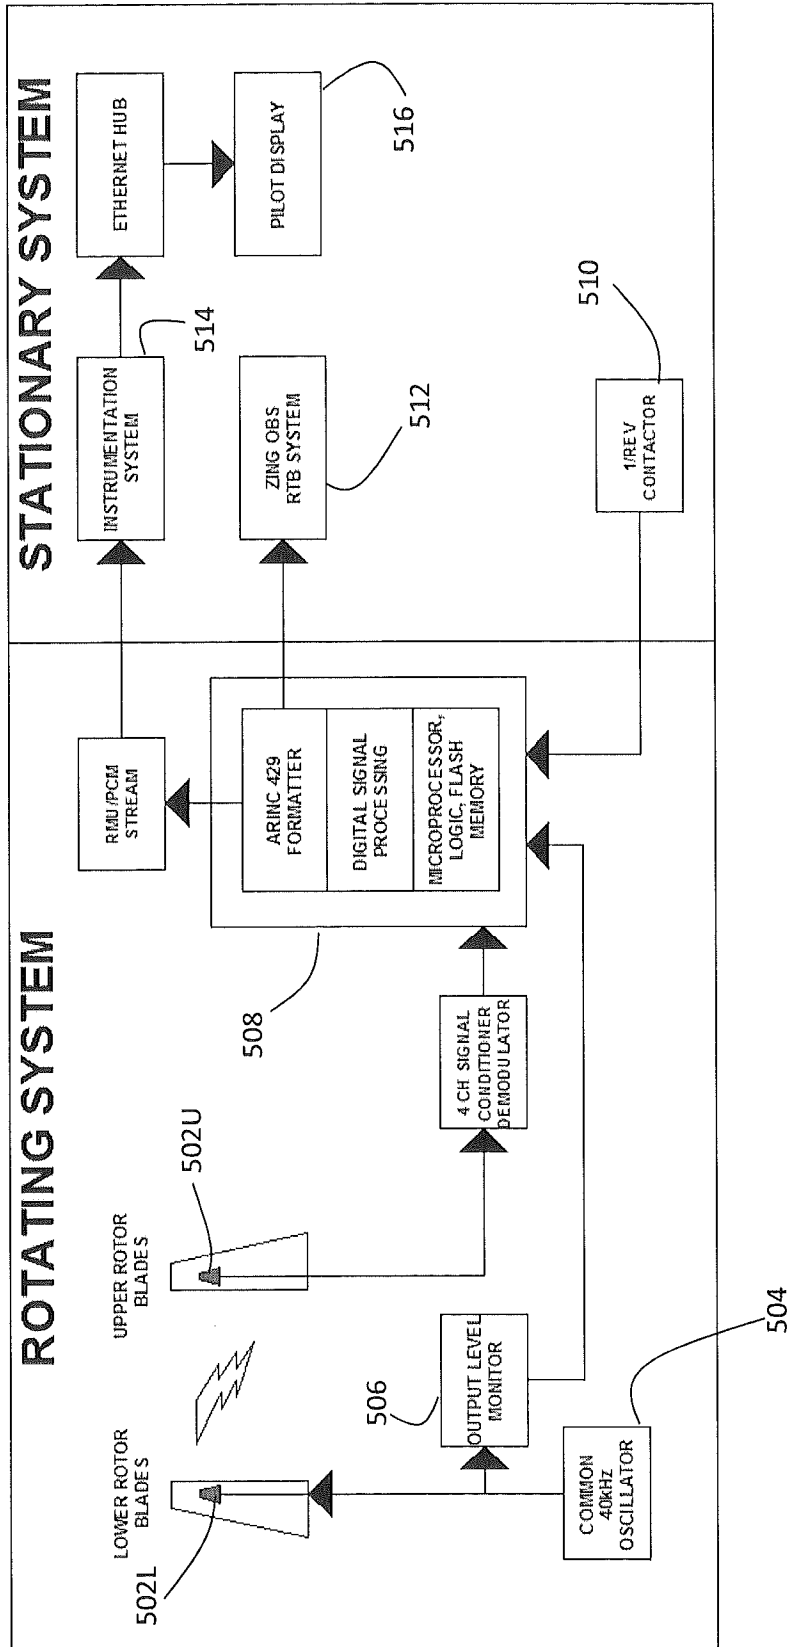 ROTATING SYSTEM
LOWER ROTOR
BLADES
502L
UPPER ROTOR
BLADES
502U
506
OUTPUT LEVEL
MONITOR
COMMON
40kHz
OSCILLATOR
504
4 CH SIGNAL
CONDITIONER
DEMODULATOR
508
RMU/PCM
STREAM
ARINC 429
FORMATTER
DIGITAL SIGNAL
PROCESSING
MICROPROCESSOR,
LOGIC, FLASH
MEMORY
STATIONARY SYSTEM
INSTRUMENTATION
SYSTEM
514
ETHERNET HUB
PILOT DISPLAY
516
ZING OBS
RTB SYSTEM
512
1/REV
CONTACTOR
510